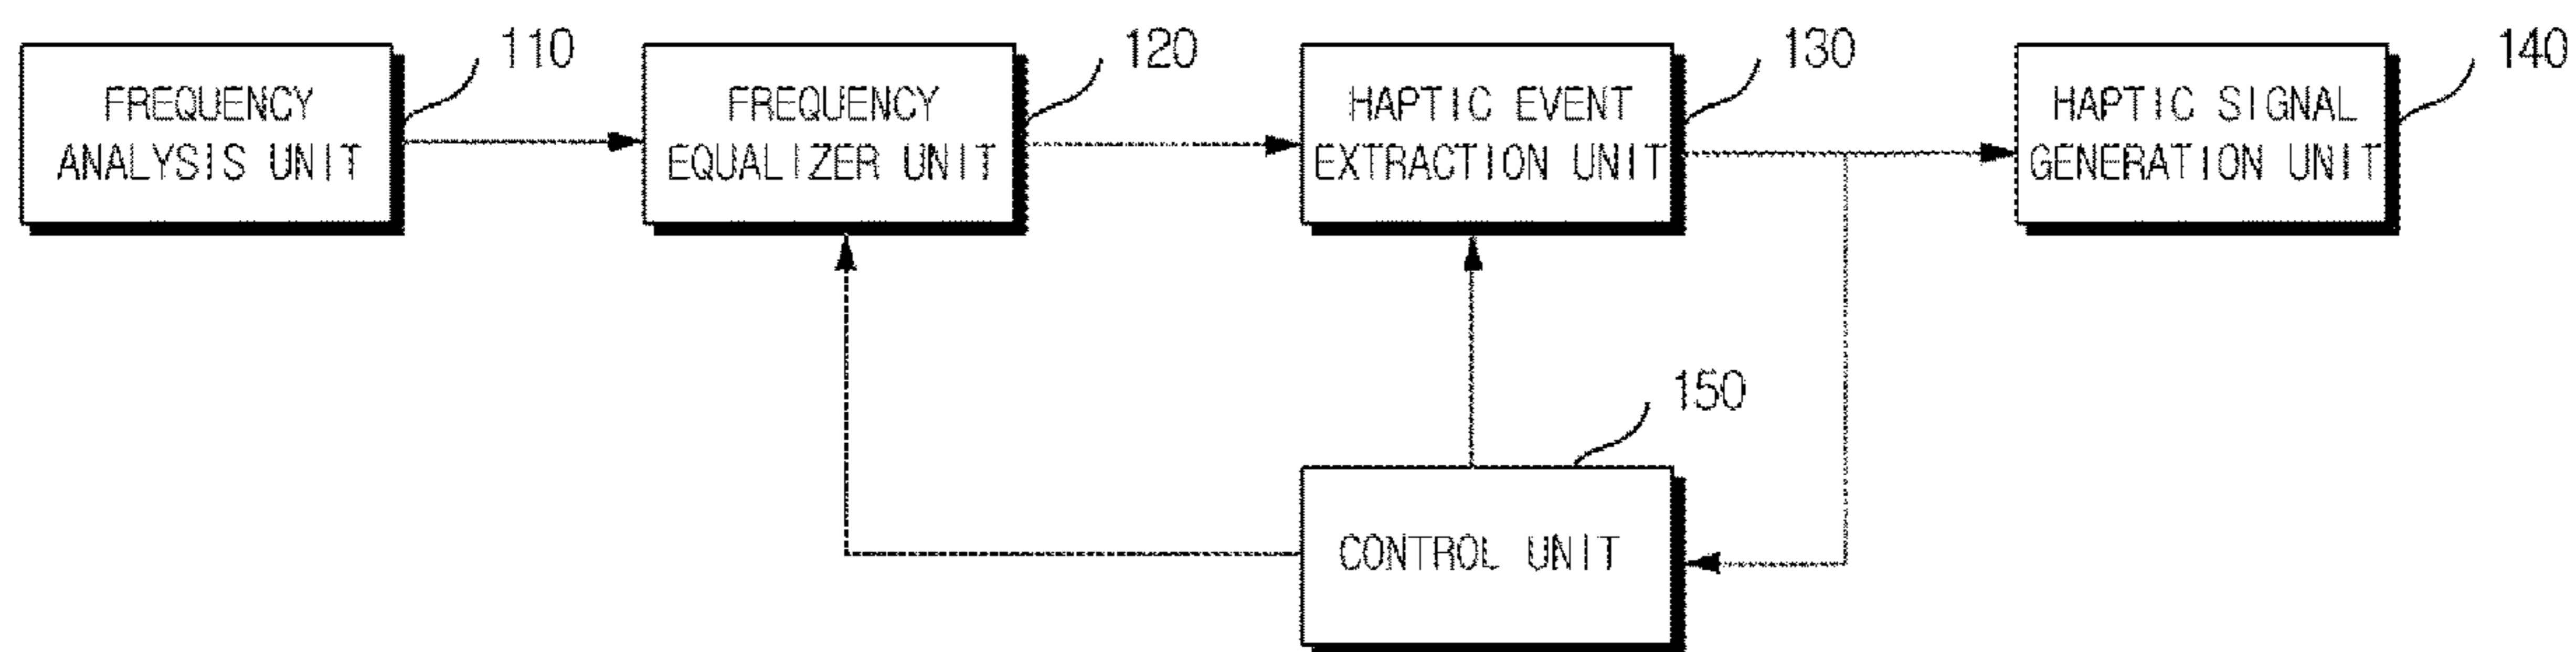 110
FREQUENCY
ANALYSIS UNIT
120
FREQUENCY
EQUALIZER UNIT
130
HAPTIC EVENT
EXTRACTION UNIT
140
HAPTIC SIGNAL
GENERATION UNIT
150
CONTROL UNIT